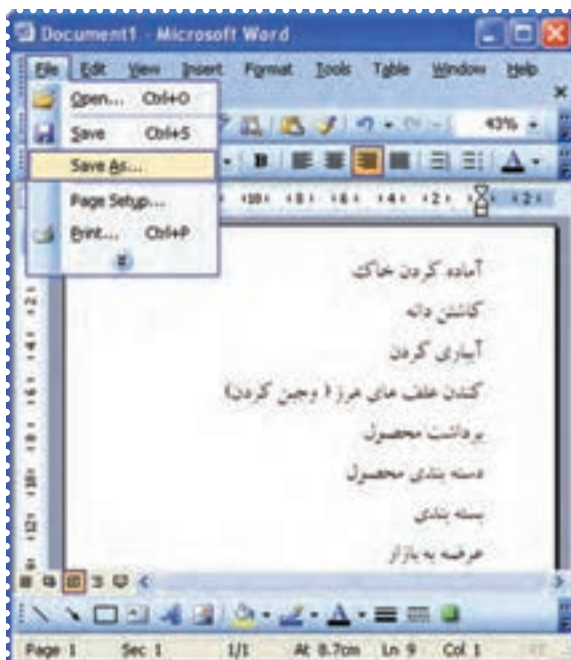 Document1 - Microsoft Word
File Edit View Insert Format Tools Table Window Help
Open... Ctrl+O
Save Ctrl+S
43%
Save As...
B
A
Page Setup...
Print... Ctrl+P
آماده کردن خاک
کاشتن دانه
آبیاری کردن
کندن علف های هرز ( وجین کردن)
برداشت محصول
دسته بندی محصول
بسته بندی
عرضه به بازار
Page 1 Sec 1 1/1 At 8.7cm Ln 9 Col 1